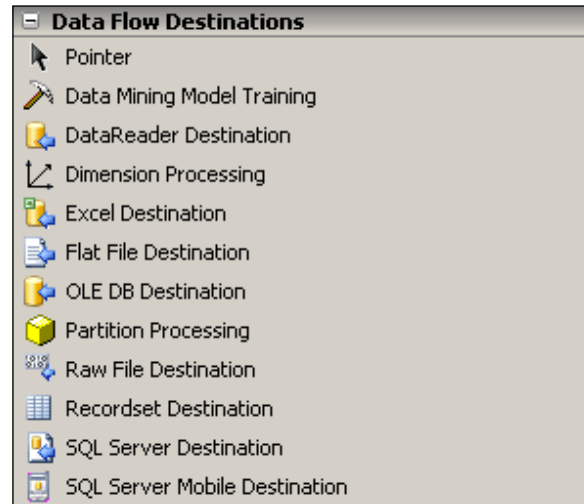 Data Flow Destinations
Pointer
Data Mining Model Training
DataReader Destination
Dimension Processing
Excel Destination
Flat File Destination
OLE DB Destination
Partition Processing
Raw File Destination
Recordset Destination
SQL Server Destination
SQL Server Mobile Destination